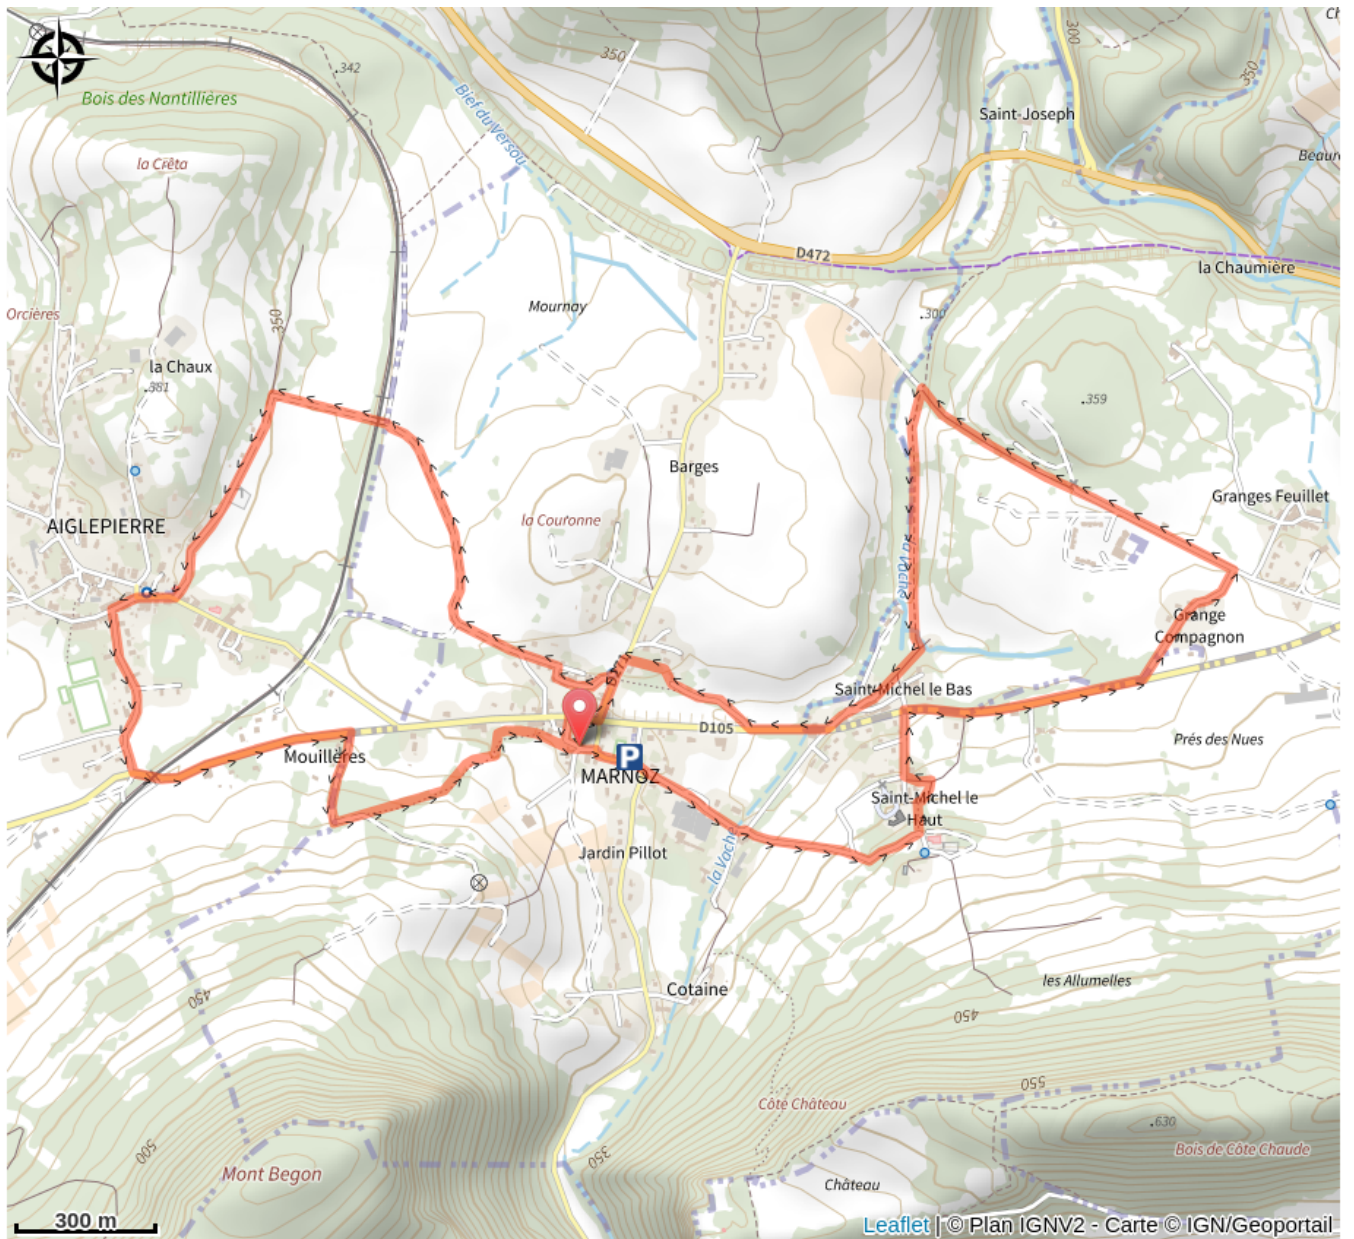 Ch
300
350
.342
350
Bois des Nantillières
Bief du Versou
Saint-Joseph
la Crêta
Beaure
D472
la Chaumière
Orcières
Mournay
.300
350
la Chaux
.381
.359
Barges
Granges Feuillet
la Couronne
AIGLEPIERRE
la Vache
Grange
Compagnon
Saint-Michel le Bas
D105
Prés des Nues
Mouillères
P
MARNOZ
Saint-Michel le
Haut
Jardin Pillot
la Vache
les Allumelles
Cotaine
450
450
550
Côte Château
.630
500
350
Bois de Côte Chaude
Mont Begon
Château
300 m
Leaflet | © Plan IGNV2 - Carte © IGN/Geoportail